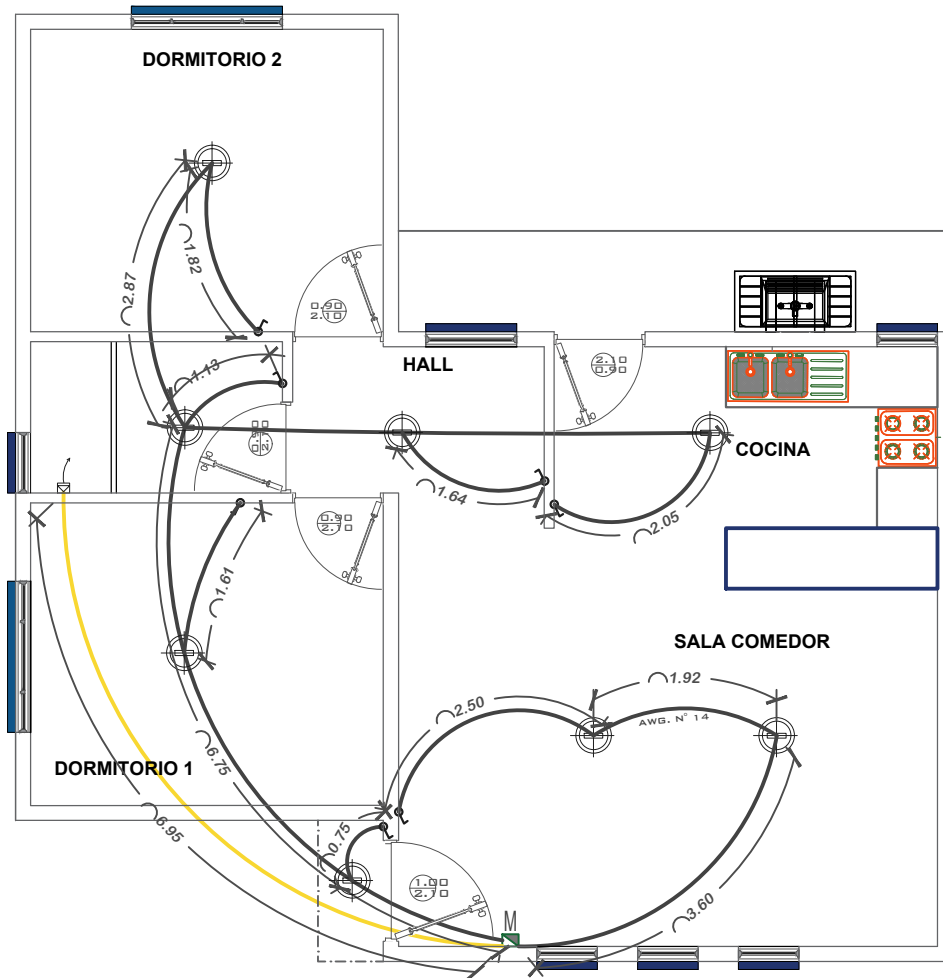 DORMITORIO 2
1.82
2.87
0.90
2.10
HALL
2.10
0.90
1.13
COCINA
1.64
2.05
0.90
2.10
1.61
SALA COMEDOR
1.92
2.50
AWG. N° 14
DORMITORIO 1
6.75
6.95
0.75
1.00
2.10
M
3.60